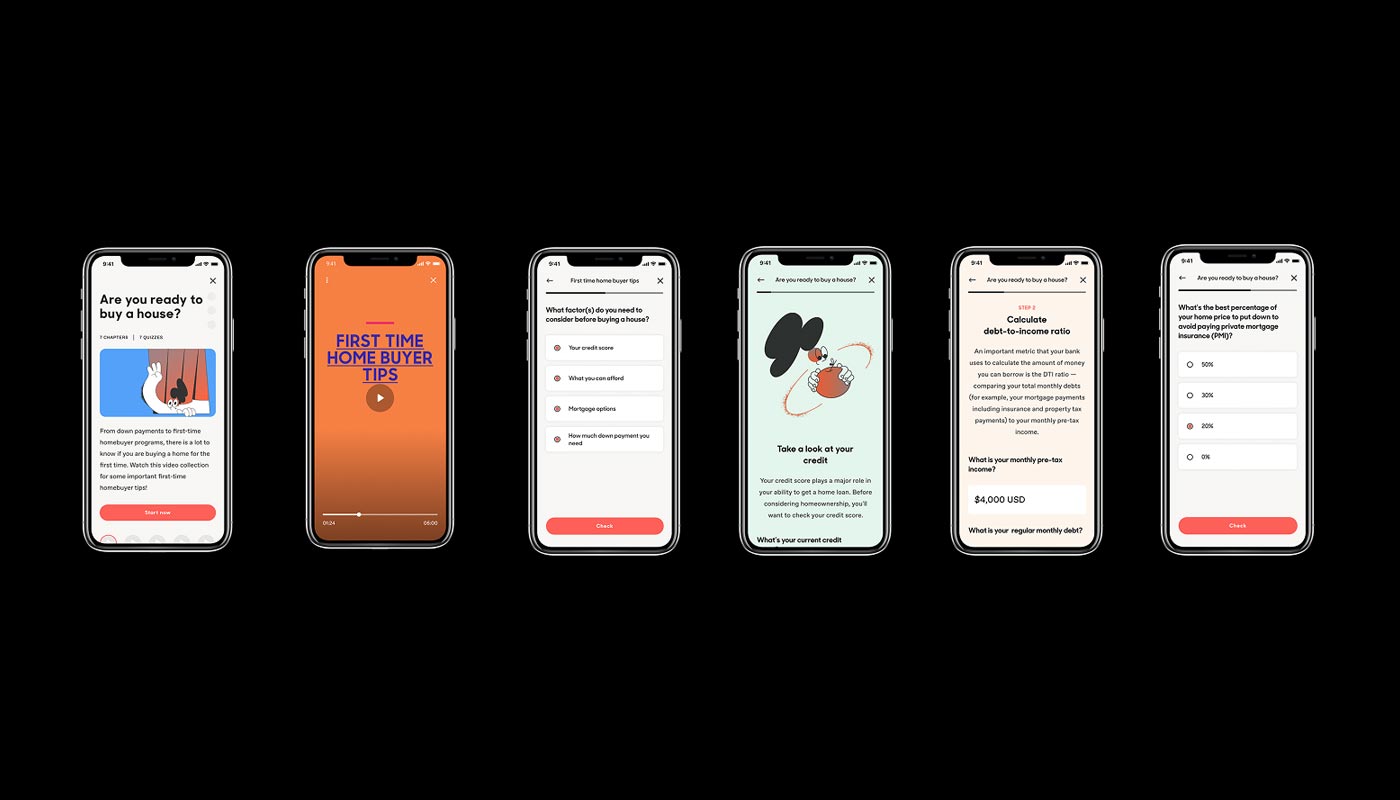 9:41
Are you ready to
buy a house?
7 CHAPTERS | 7 QUIZZES
From down payments to first-time
homebuyer programs, there is a lot to
know if you are buying a home for the
first time. Watch this video collection
for some important first-time
homebuyer tips!
Start now
9:41
FIRST TIME
HOME BUYER
TIPS
01:24
06:00
9:41
First time home buyer tips
What factor(s) do you need to
consider before buying a house?
Your credit score
What you can afford
Mortgage options
How much down payment you
need
Check
9:41
Are you ready to buy a house?
Take a look at your
credit
Your credit score plays a major role in
your ability to get a home loan. Before
considering homeownership, you'll
want to check your credit score.
What's your current credit
9:41
Are you ready to buy a house?
STEP 2
Calculate
debt-to-income ratio
An important metric that your bank
uses to calculate the amount of money
you can borrow is the DTI ratio —
comparing your total monthly debts
(for example, your mortgage payments
including insurance and property tax
payments) to your monthly pre-tax
income.
What is your monthly pre-tax
income?
$4,000 USD
What is your regular monthly debt?
9:41
Are you ready to buy a house?
What's the best percentage of
your home price to put down to
avoid paying private mortgage
insurance (PMI)?
50%
30%
20%
0%
Check